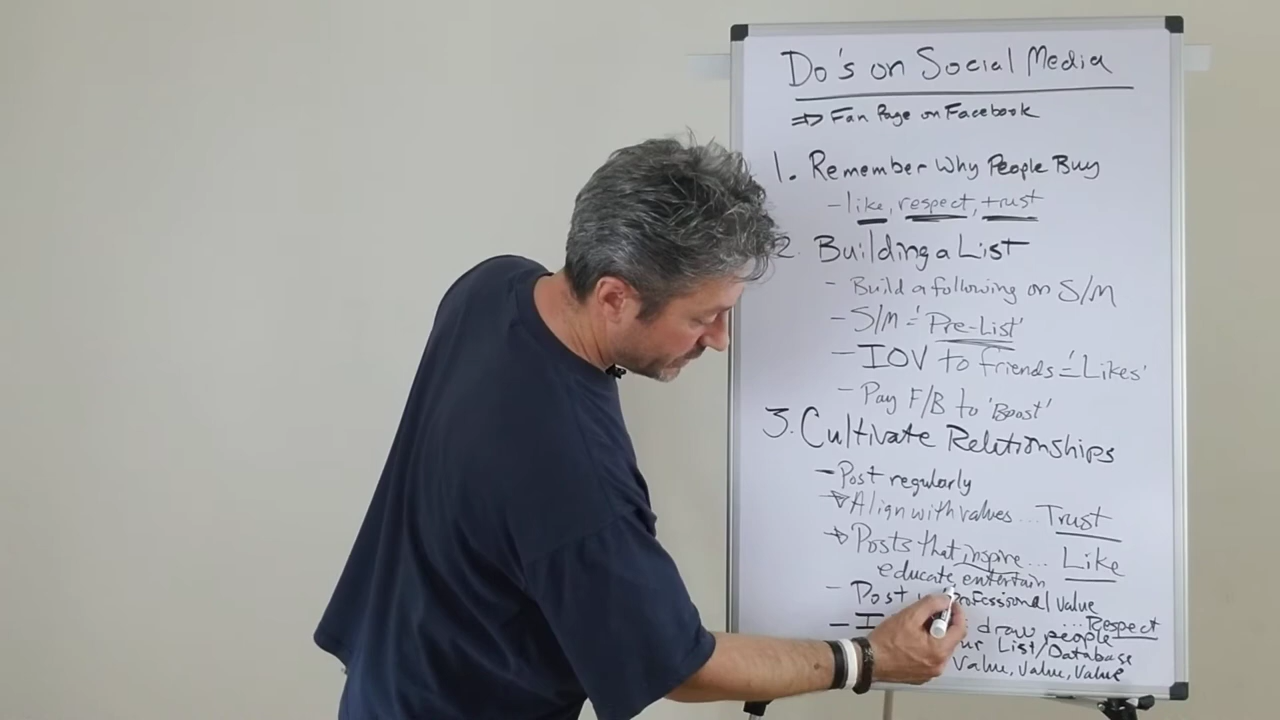 Do's on Social Media
⇒ Fan Page on Facebook
1. Remember Why People Buy
- like, respect, trust
2. Building a List
- Build a following on S/M
- S/M = 'Pre-List'
- IOV to friends = 'Likes'
- Pay F/B to 'Boost'
3. Cultivate Relationships
- Post regularly
Align with values ... Trust
Posts that inspire ... Like
educate, entertain
- Post Professional value
... Respect
- draw people
List/Database
Value, Value, Value